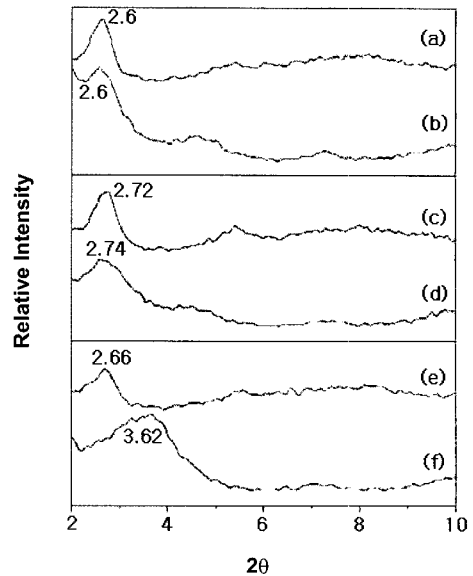 2.6
(a)
2.6
(b)
2.72
(c)
2.74
(d)
2.66
(e)
3.62
(f)
Relative Intensity
2 4 6 8 10
2θ